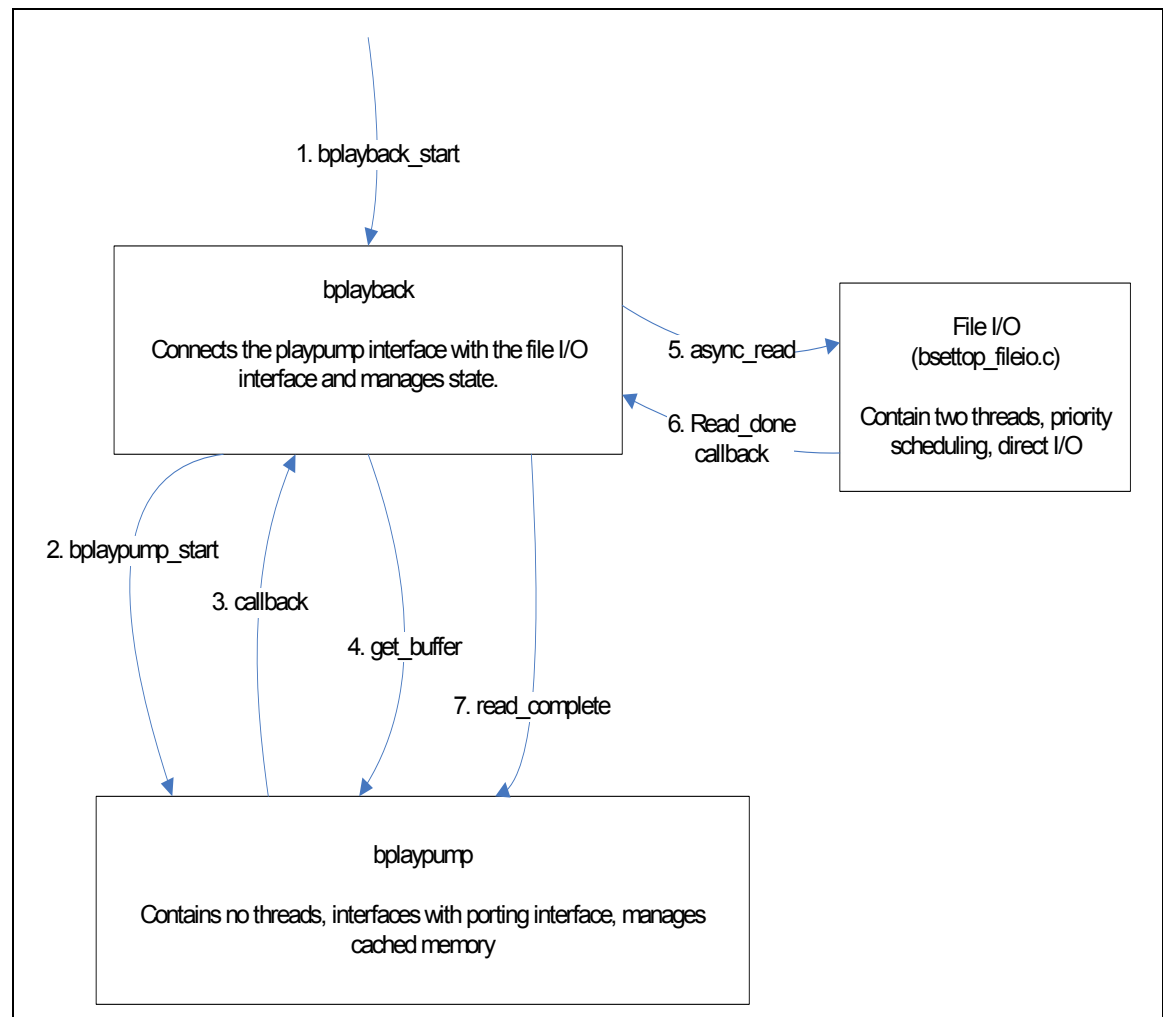 1. bplayback_start
bplayback
Connects the playpump interface with the file I/O
interface and manages state.
File I/O
(bsettop_fileio.c)
Contain two threads, priority
scheduling, direct I/O
5. async_read
6. Read_done
callback
2. bplaypump_start
3. callback
4. get_buffer
7. read_complete
bplaypump
Contains no threads, interfaces with porting interface, manages
cached memory